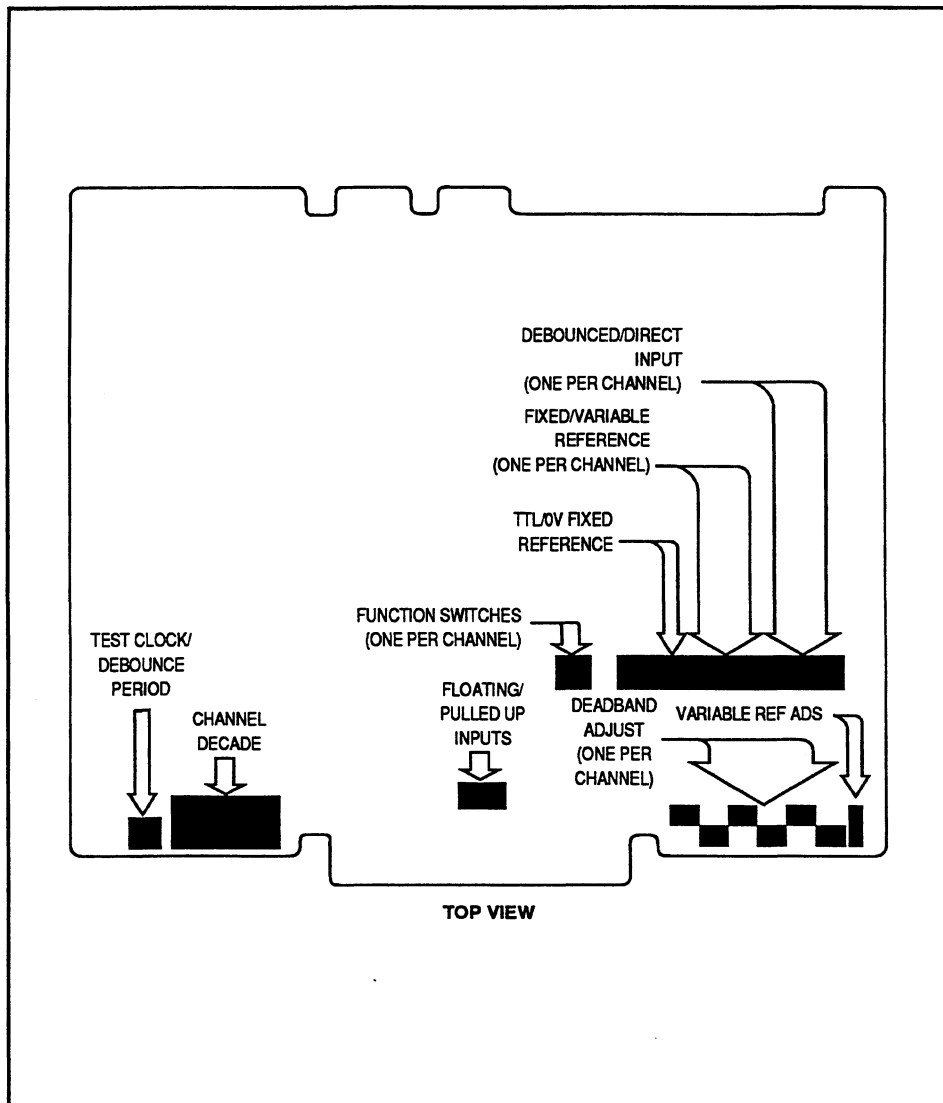 DEBOUNCED/DIRECT
INPUT
(ONE PER CHANNEL)
FIXED/VARIABLE
REFERENCE
(ONE PER CHANNEL)
TTL/0V FIXED
REFERENCE
FUNCTION SWITCHES
(ONE PER CHANNEL)
TEST CLOCK/
DEBOUNCE
PERIOD
CHANNEL
DECADE
FLOATING/
PULLED UP
INPUTS
DEADBAND
ADJUST
(ONE PER
CHANNEL)
VARIABLE REF ADS
TOP VIEW